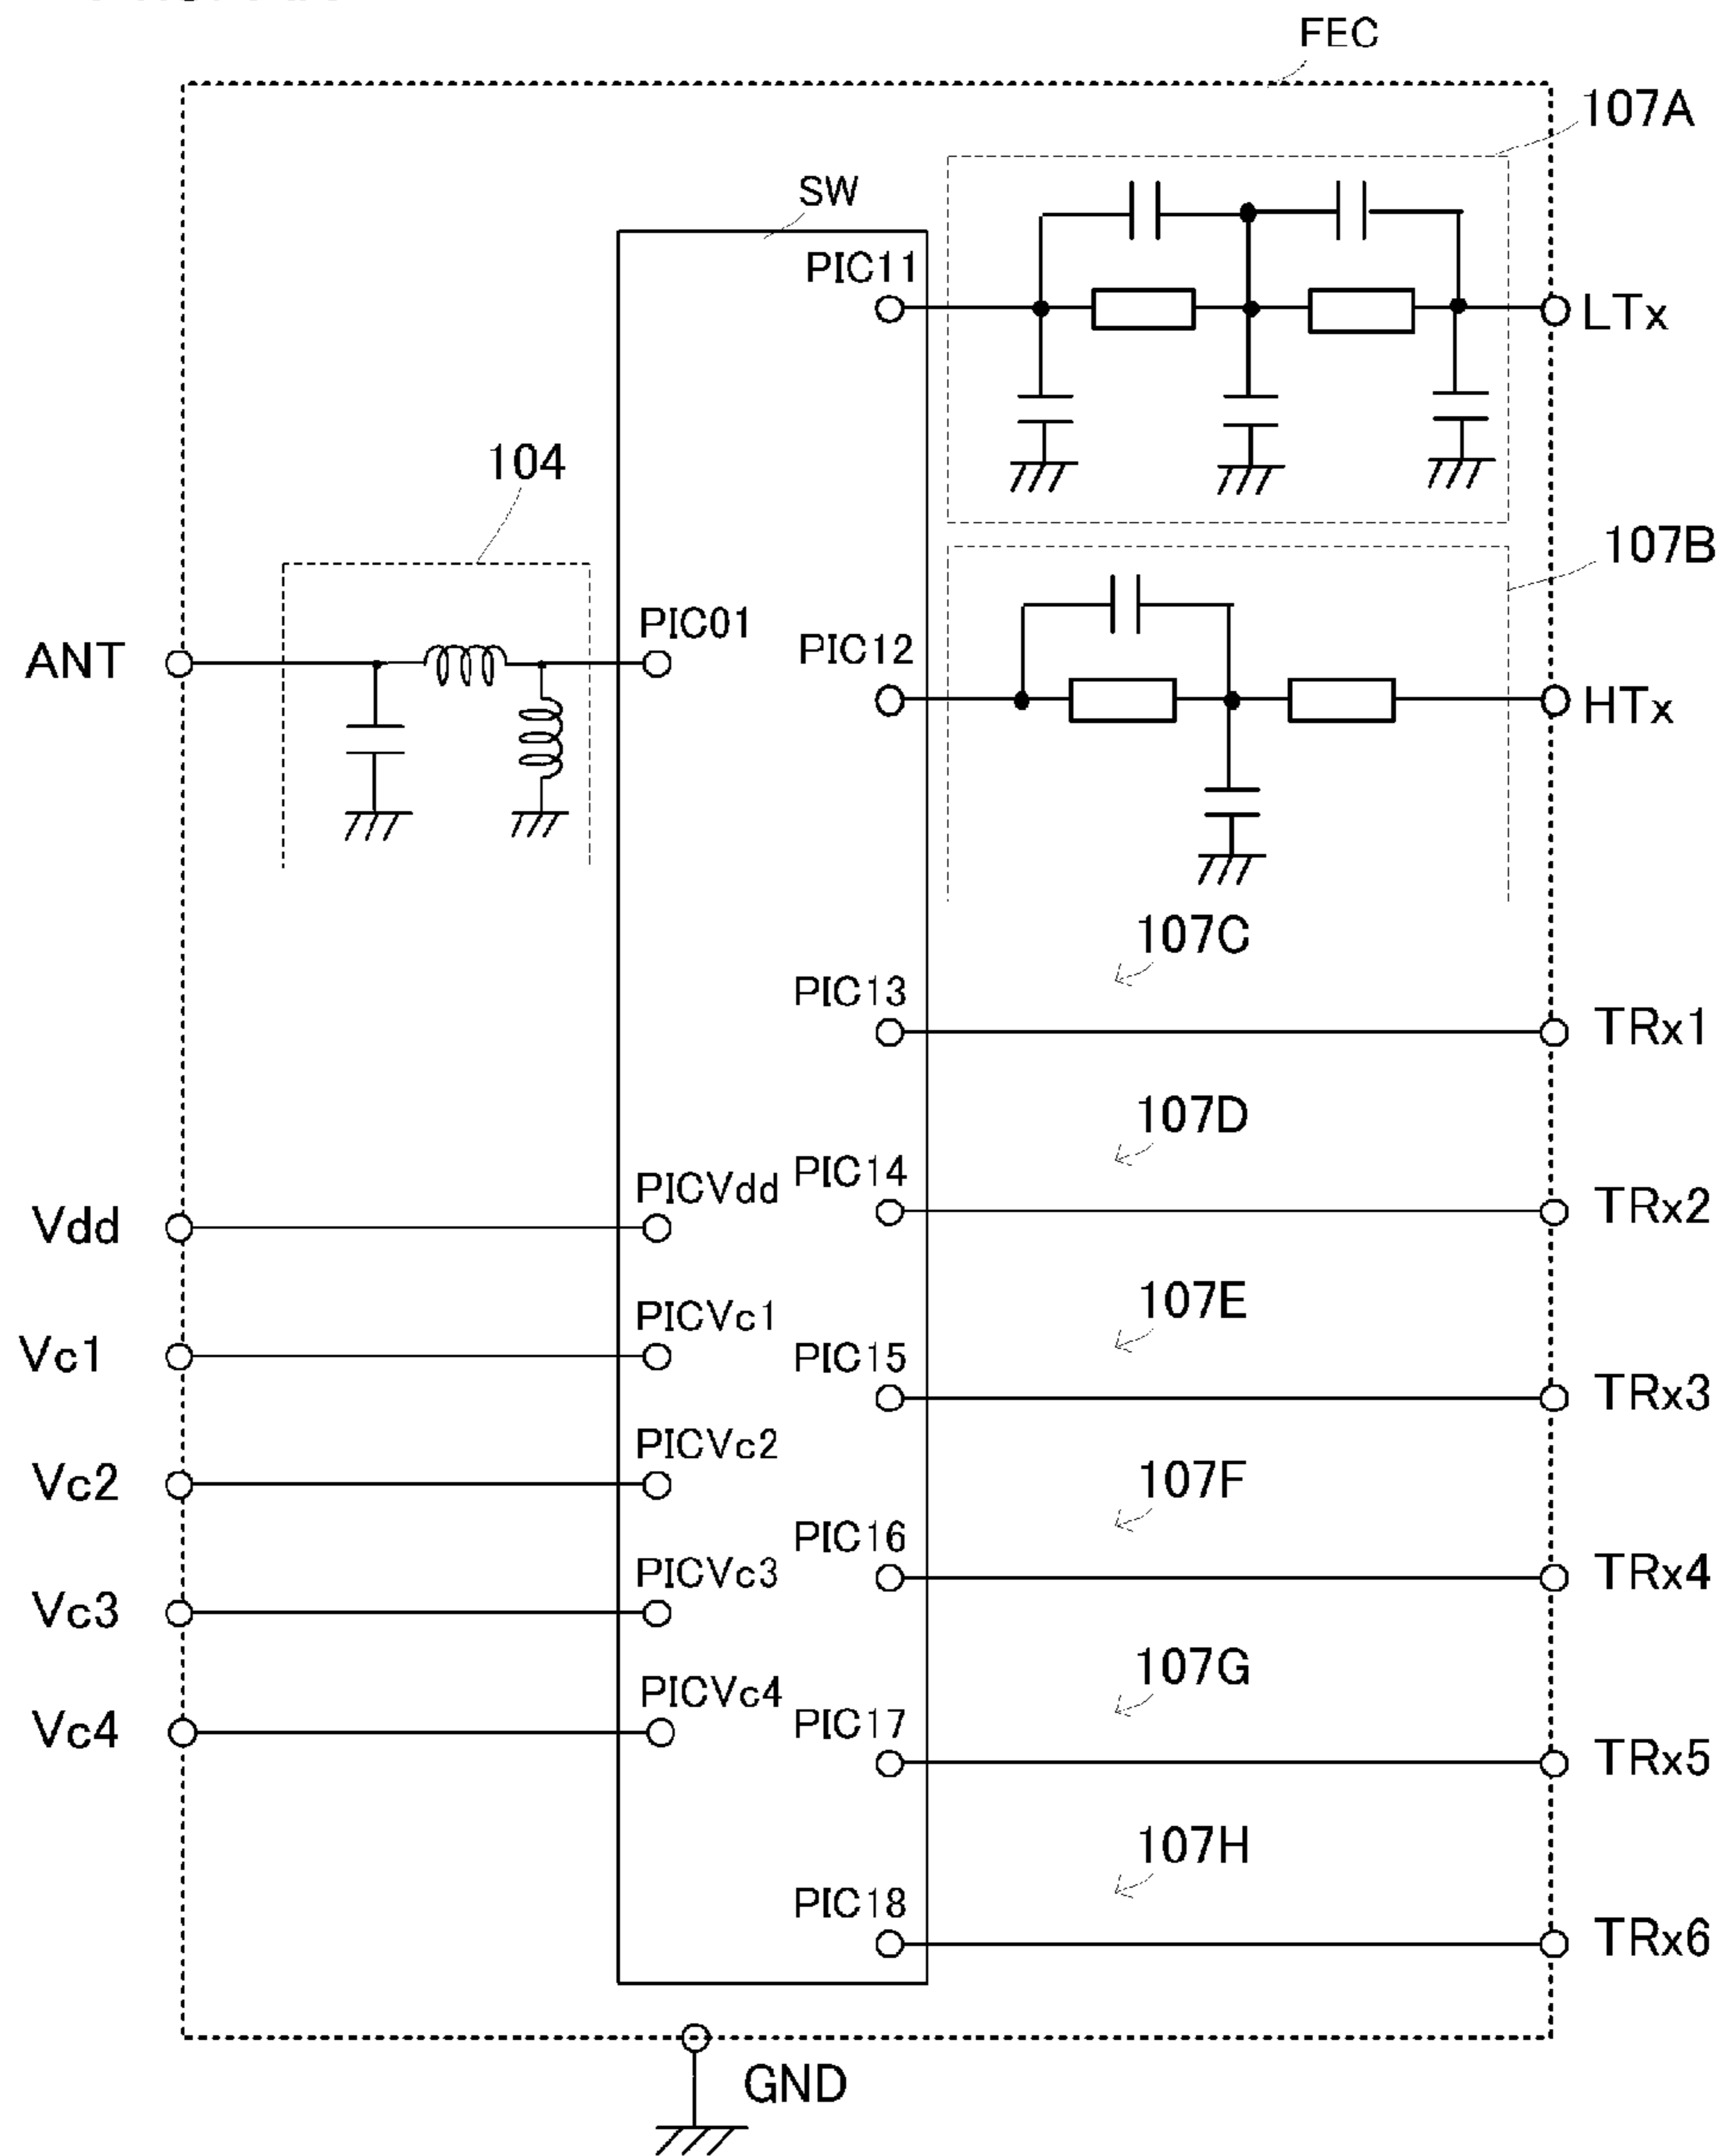 FEC
107A
SW
PIC11
LTx
104
107B
ANT
PIC01
PIC12
HTx
107C
PIC13
TRx1
107D
PIC14
TRx2
PICVdd
Vdd
107E
PICVc1
Vc1
PIC15
TRx3
PICVc2
Vc2
107F
PIC16
TRx4
PICVc3
Vc3
107G
PICVc4
Vc4
PIC17
TRx5
107H
PIC18
TRx6
GND